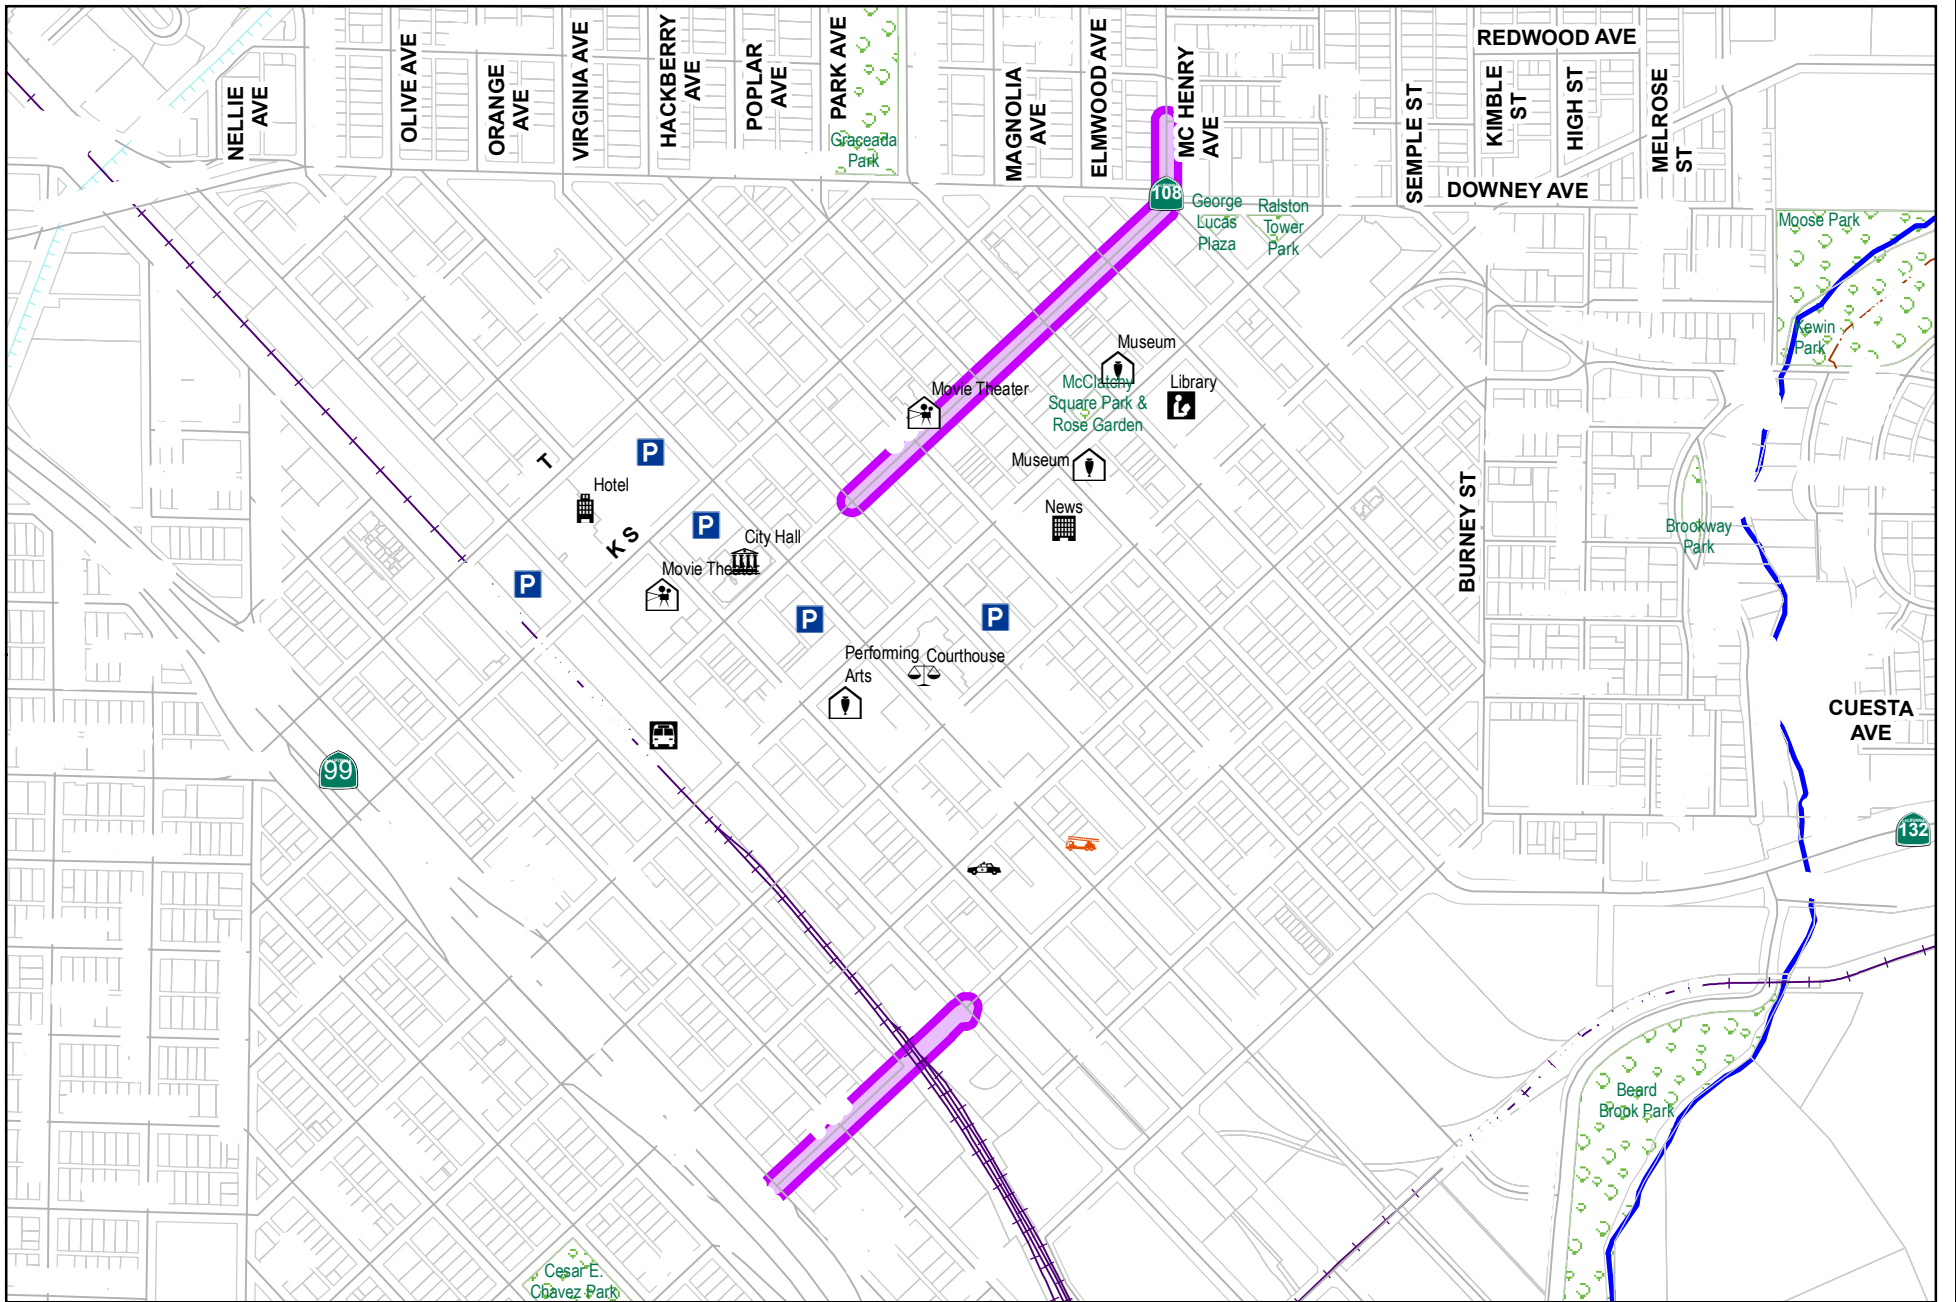 REDWOOD AVE
NELLIE
AVE
OLIVE AVE
ORANGE
AVE
VIRGINIA AVE
HACKBERRY
AVE
POPLAR
AVE
PARK AVE
MAGNOLIA
AVE
ELMWOOD AVE
MC HENRY
AVE
SEMPLE ST
KIMBLE
ST
HIGH ST
MELROSE
ST
Graceada
Park
DOWNEY AVE
108
George
Lucas
Plaza
Ralston
Tower
Park
Moose Park
Kewin
Park
Museum
McClatchy
Square Park &
Rose Garden
Library
Movie Theater
Museum
News
T
P
Hotel
K S
P
City Hall
Movie Theater
P
P
P
BURNEY ST
Brookway
Park
Performing
Arts
Courthouse
CUESTA
AVE
99
132
Beard
Brook Park
Cesar E.
Chavez Park